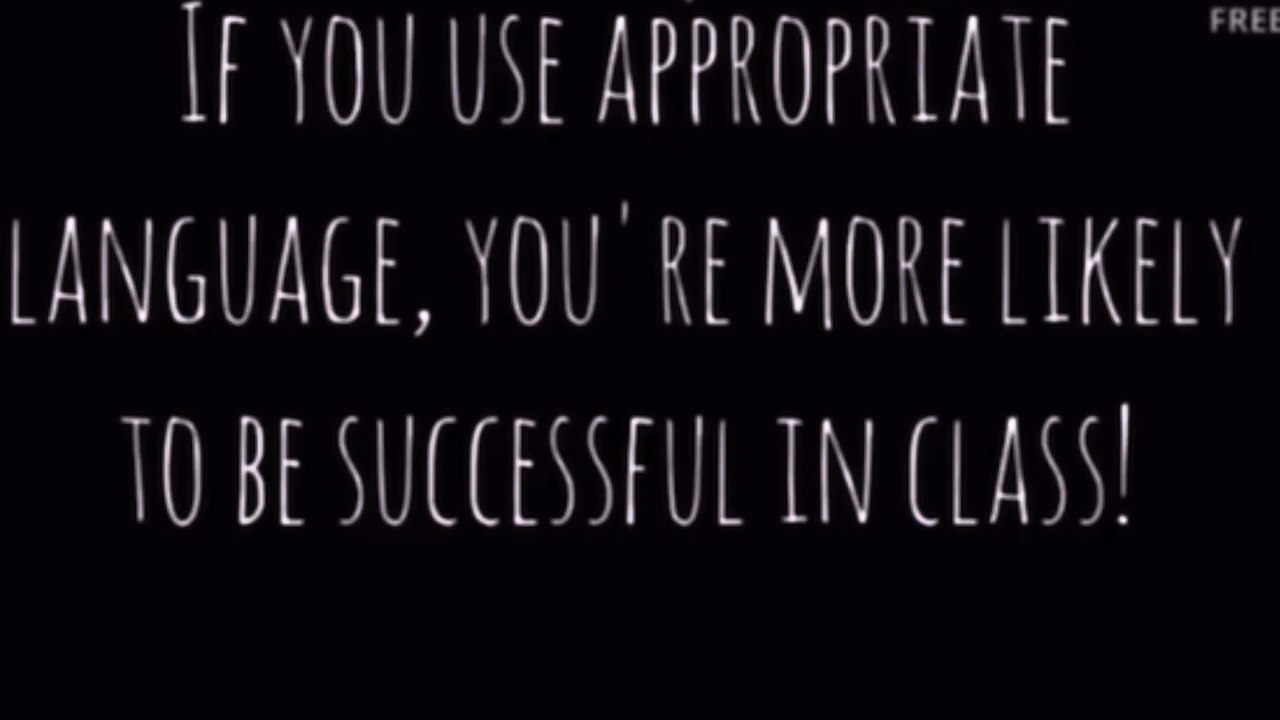 FREE
IF YOU USE APPROPRIATE
LANGUAGE, YOU'RE MORE LIKELY
TO BE SUCCESSFUL IN CLASS!